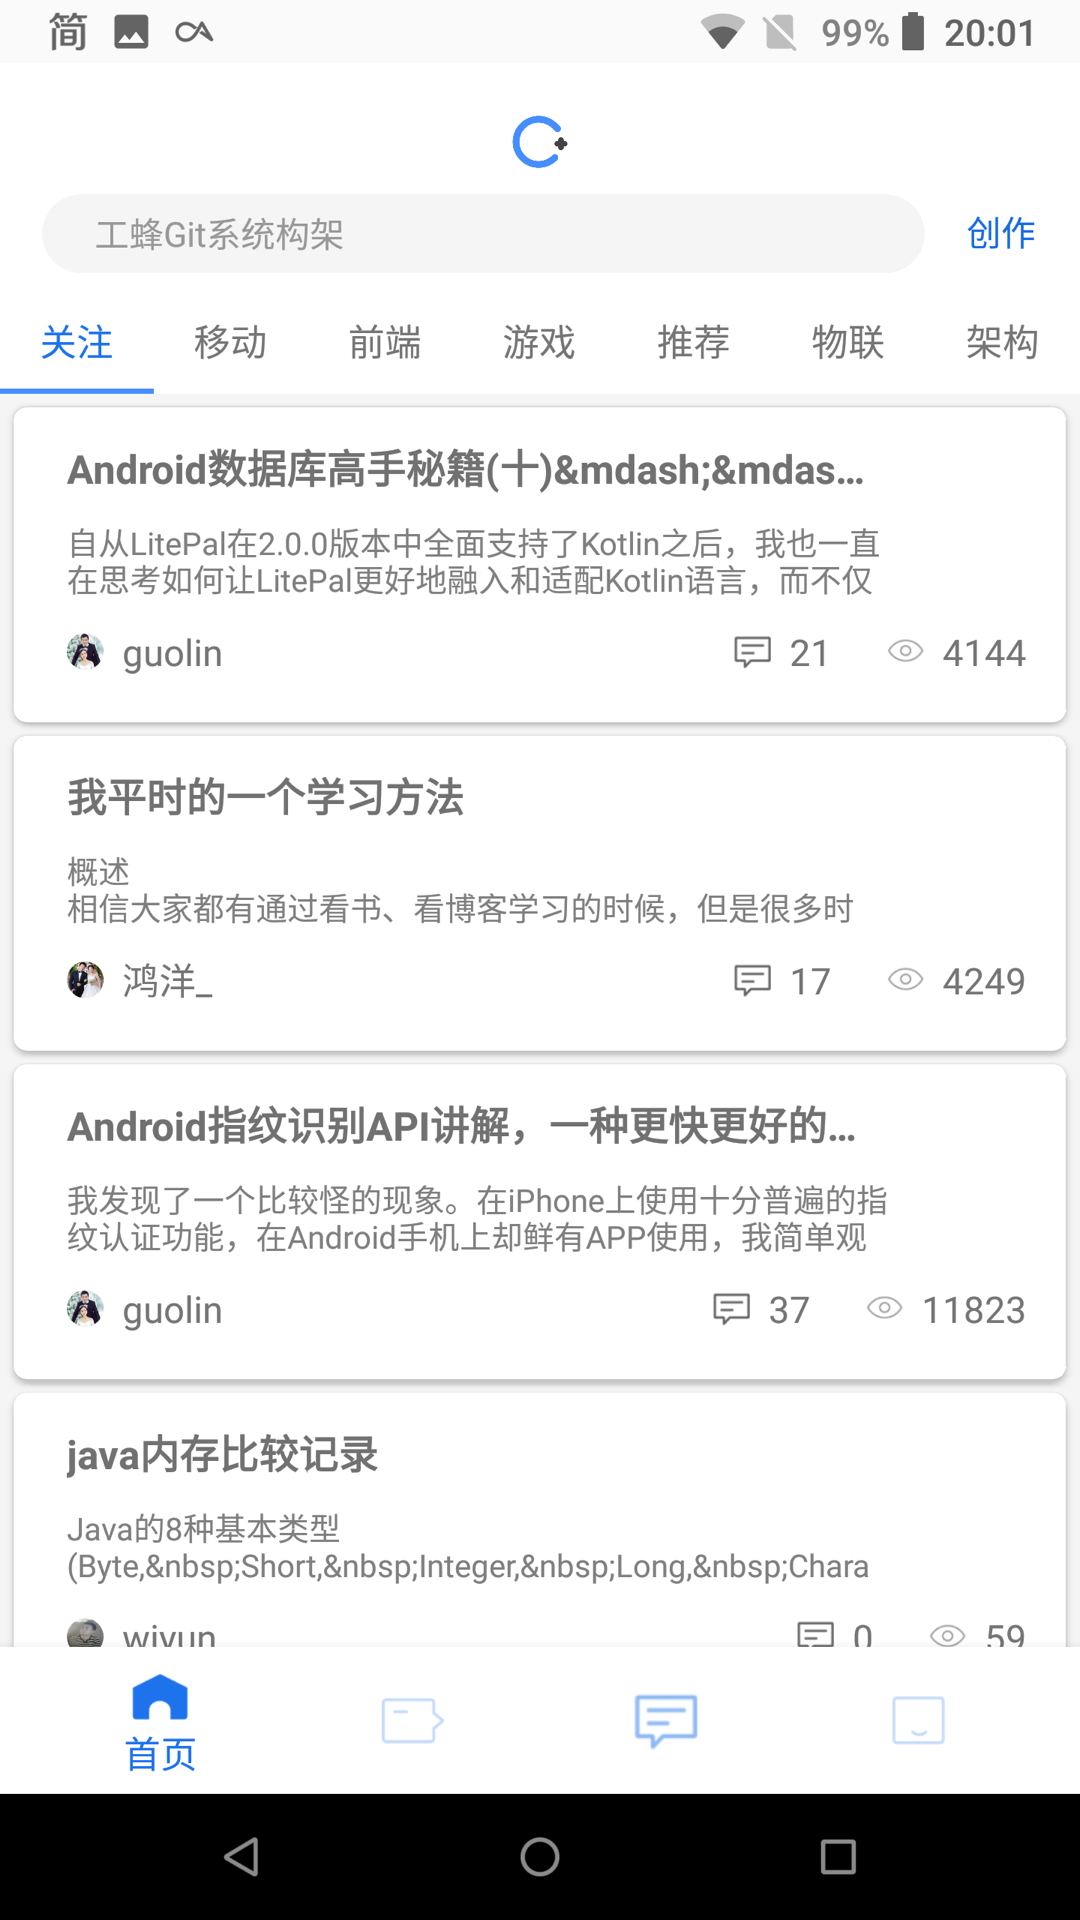 简
99%
20:01
工蜂Git系统构架
创作
关注 移动 前端 游戏 推荐 物联 架构
Android数据库高手秘籍(十)&mdash;&mdas...
自从LitePal在2.0.0版本中全面支持了Kotlin之后，我也一直
在思考如何让LitePal更好地融入和适配Kotlin语言，而不仅
guolin 21 4144
我平时的一个学习方法
概述
相信大家都有通过看书、看博客学习的时候，但是很多时
鸿洋_ 17 4249
Android指纹识别API讲解，一种更快更好的...
我发现了一个比较怪的现象。在iPhone上使用十分普遍的指
纹认证功能，在Android手机上却鲜有APP使用，我简单观
guolin 37 11823
java内存比较记录
Java的8种基本类型
(Byte,&nbsp;Short,&nbsp;Integer,&nbsp;Long,&nbsp;Chara
wiyun 0 59
首页